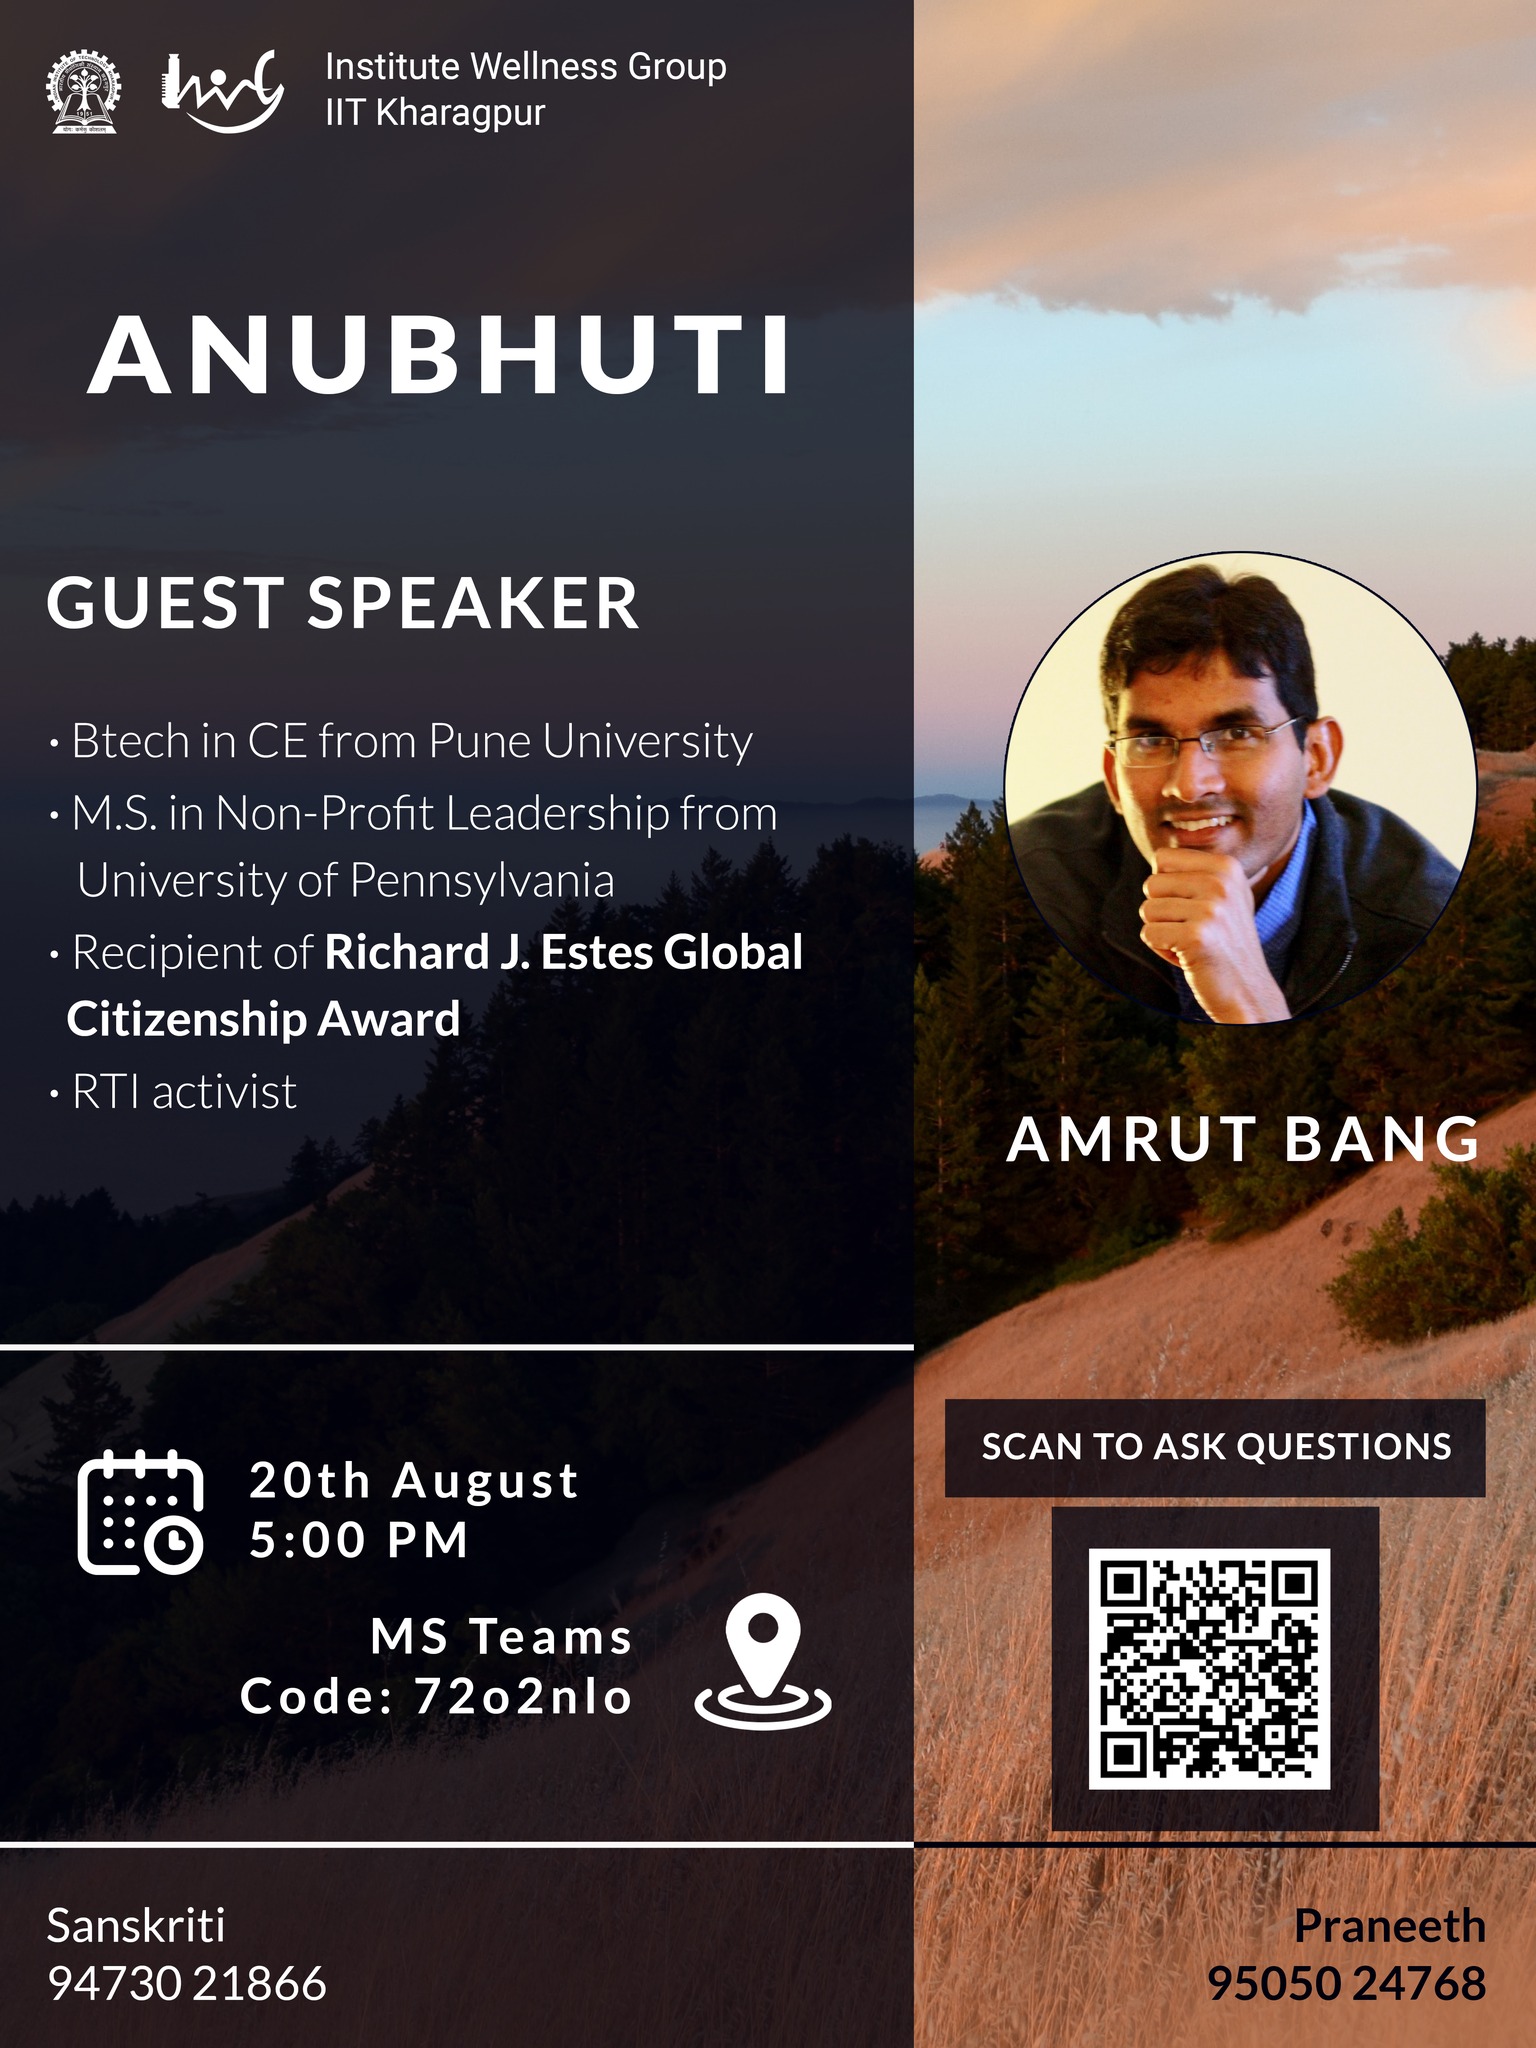 Institute Wellness Group
IIT Kharagpur
ANUBHUTI
GUEST SPEAKER
· Btech in CE from Pune University
· M.S. in Non-Profit Leadership from
University of Pennsylvania
· Recipient of Richard J. Estes Global
Citizenship Award
· RTI activist
AMRUT BANG
20th August
5:00 PM
MS Teams
Code: 72o2nlo
SCAN TO ASK QUESTIONS
Sanskriti
94730 21866
Praneeth
95050 24768